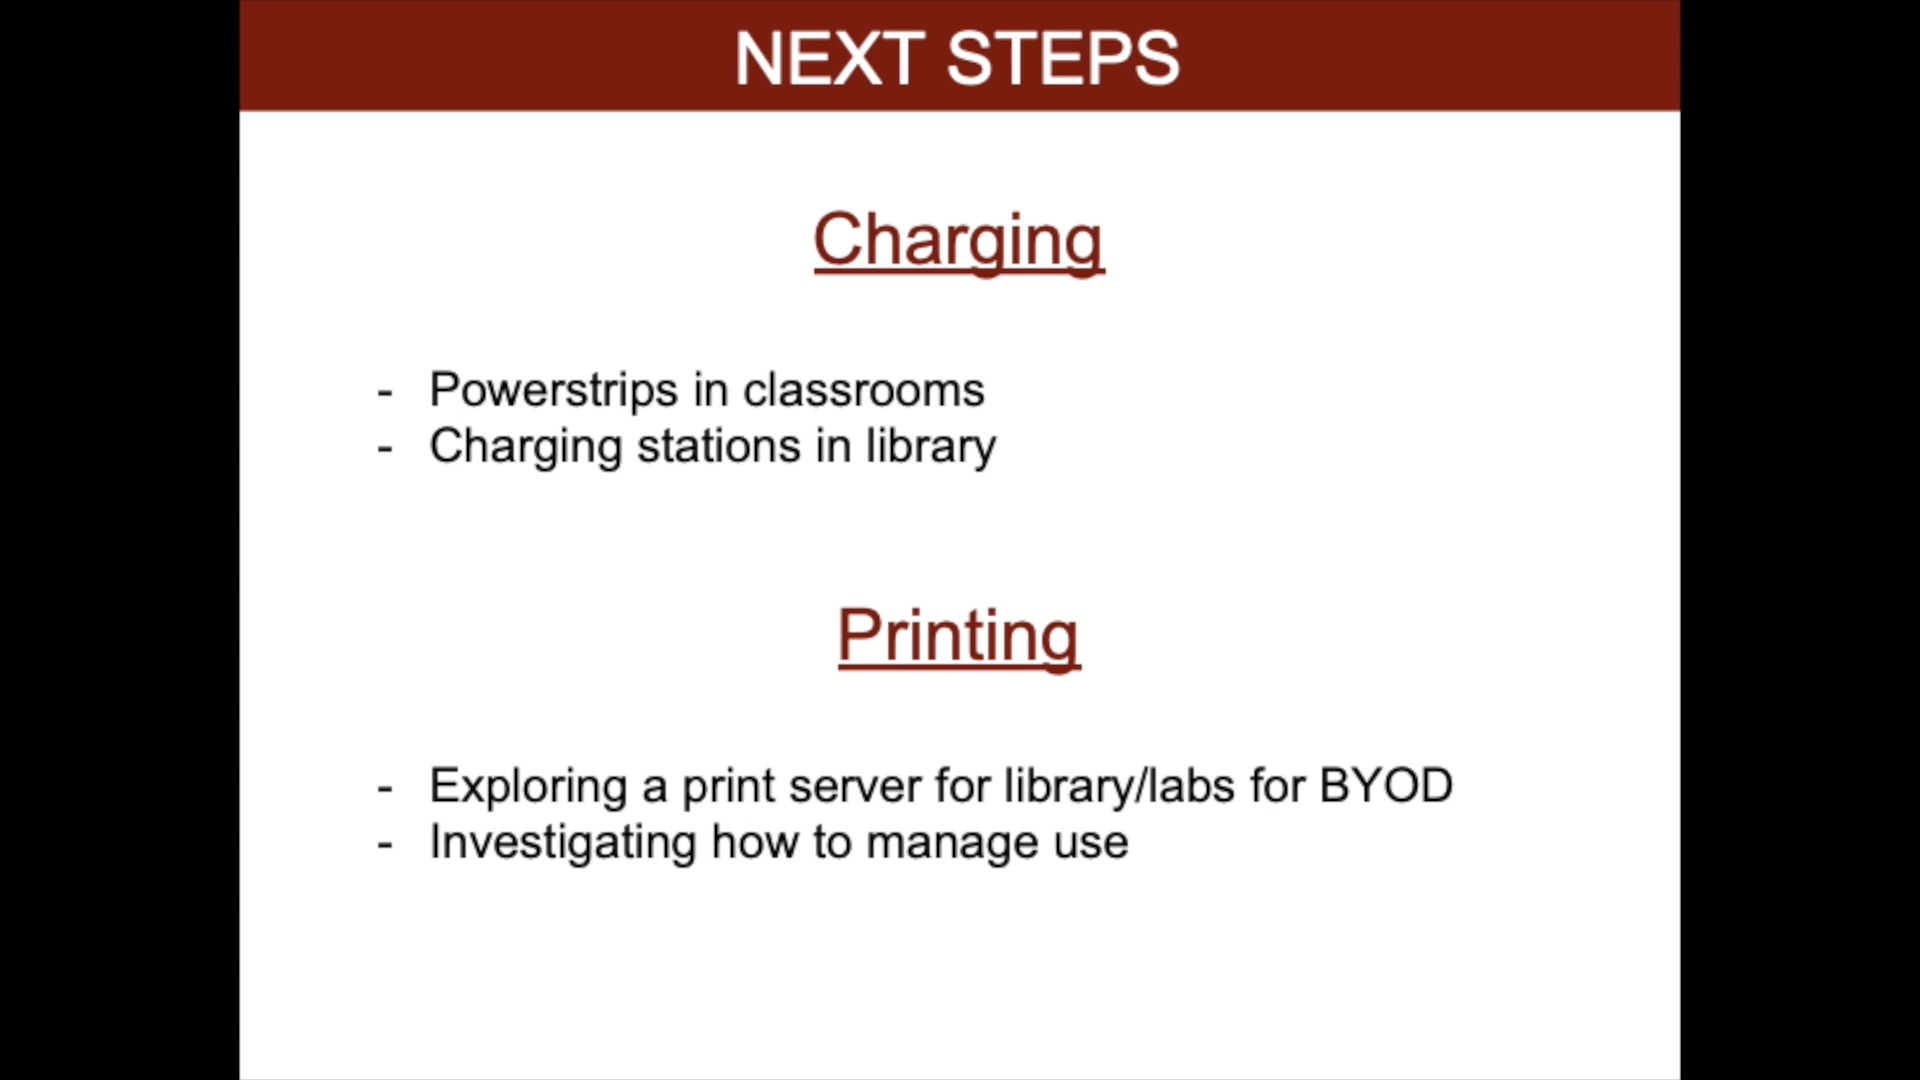 NEXT STEPS
Charging
- Powerstrips in classrooms
- Charging stations in library
Printing
- Exploring a print server for library/labs for BYOD
- Investigating how to manage use